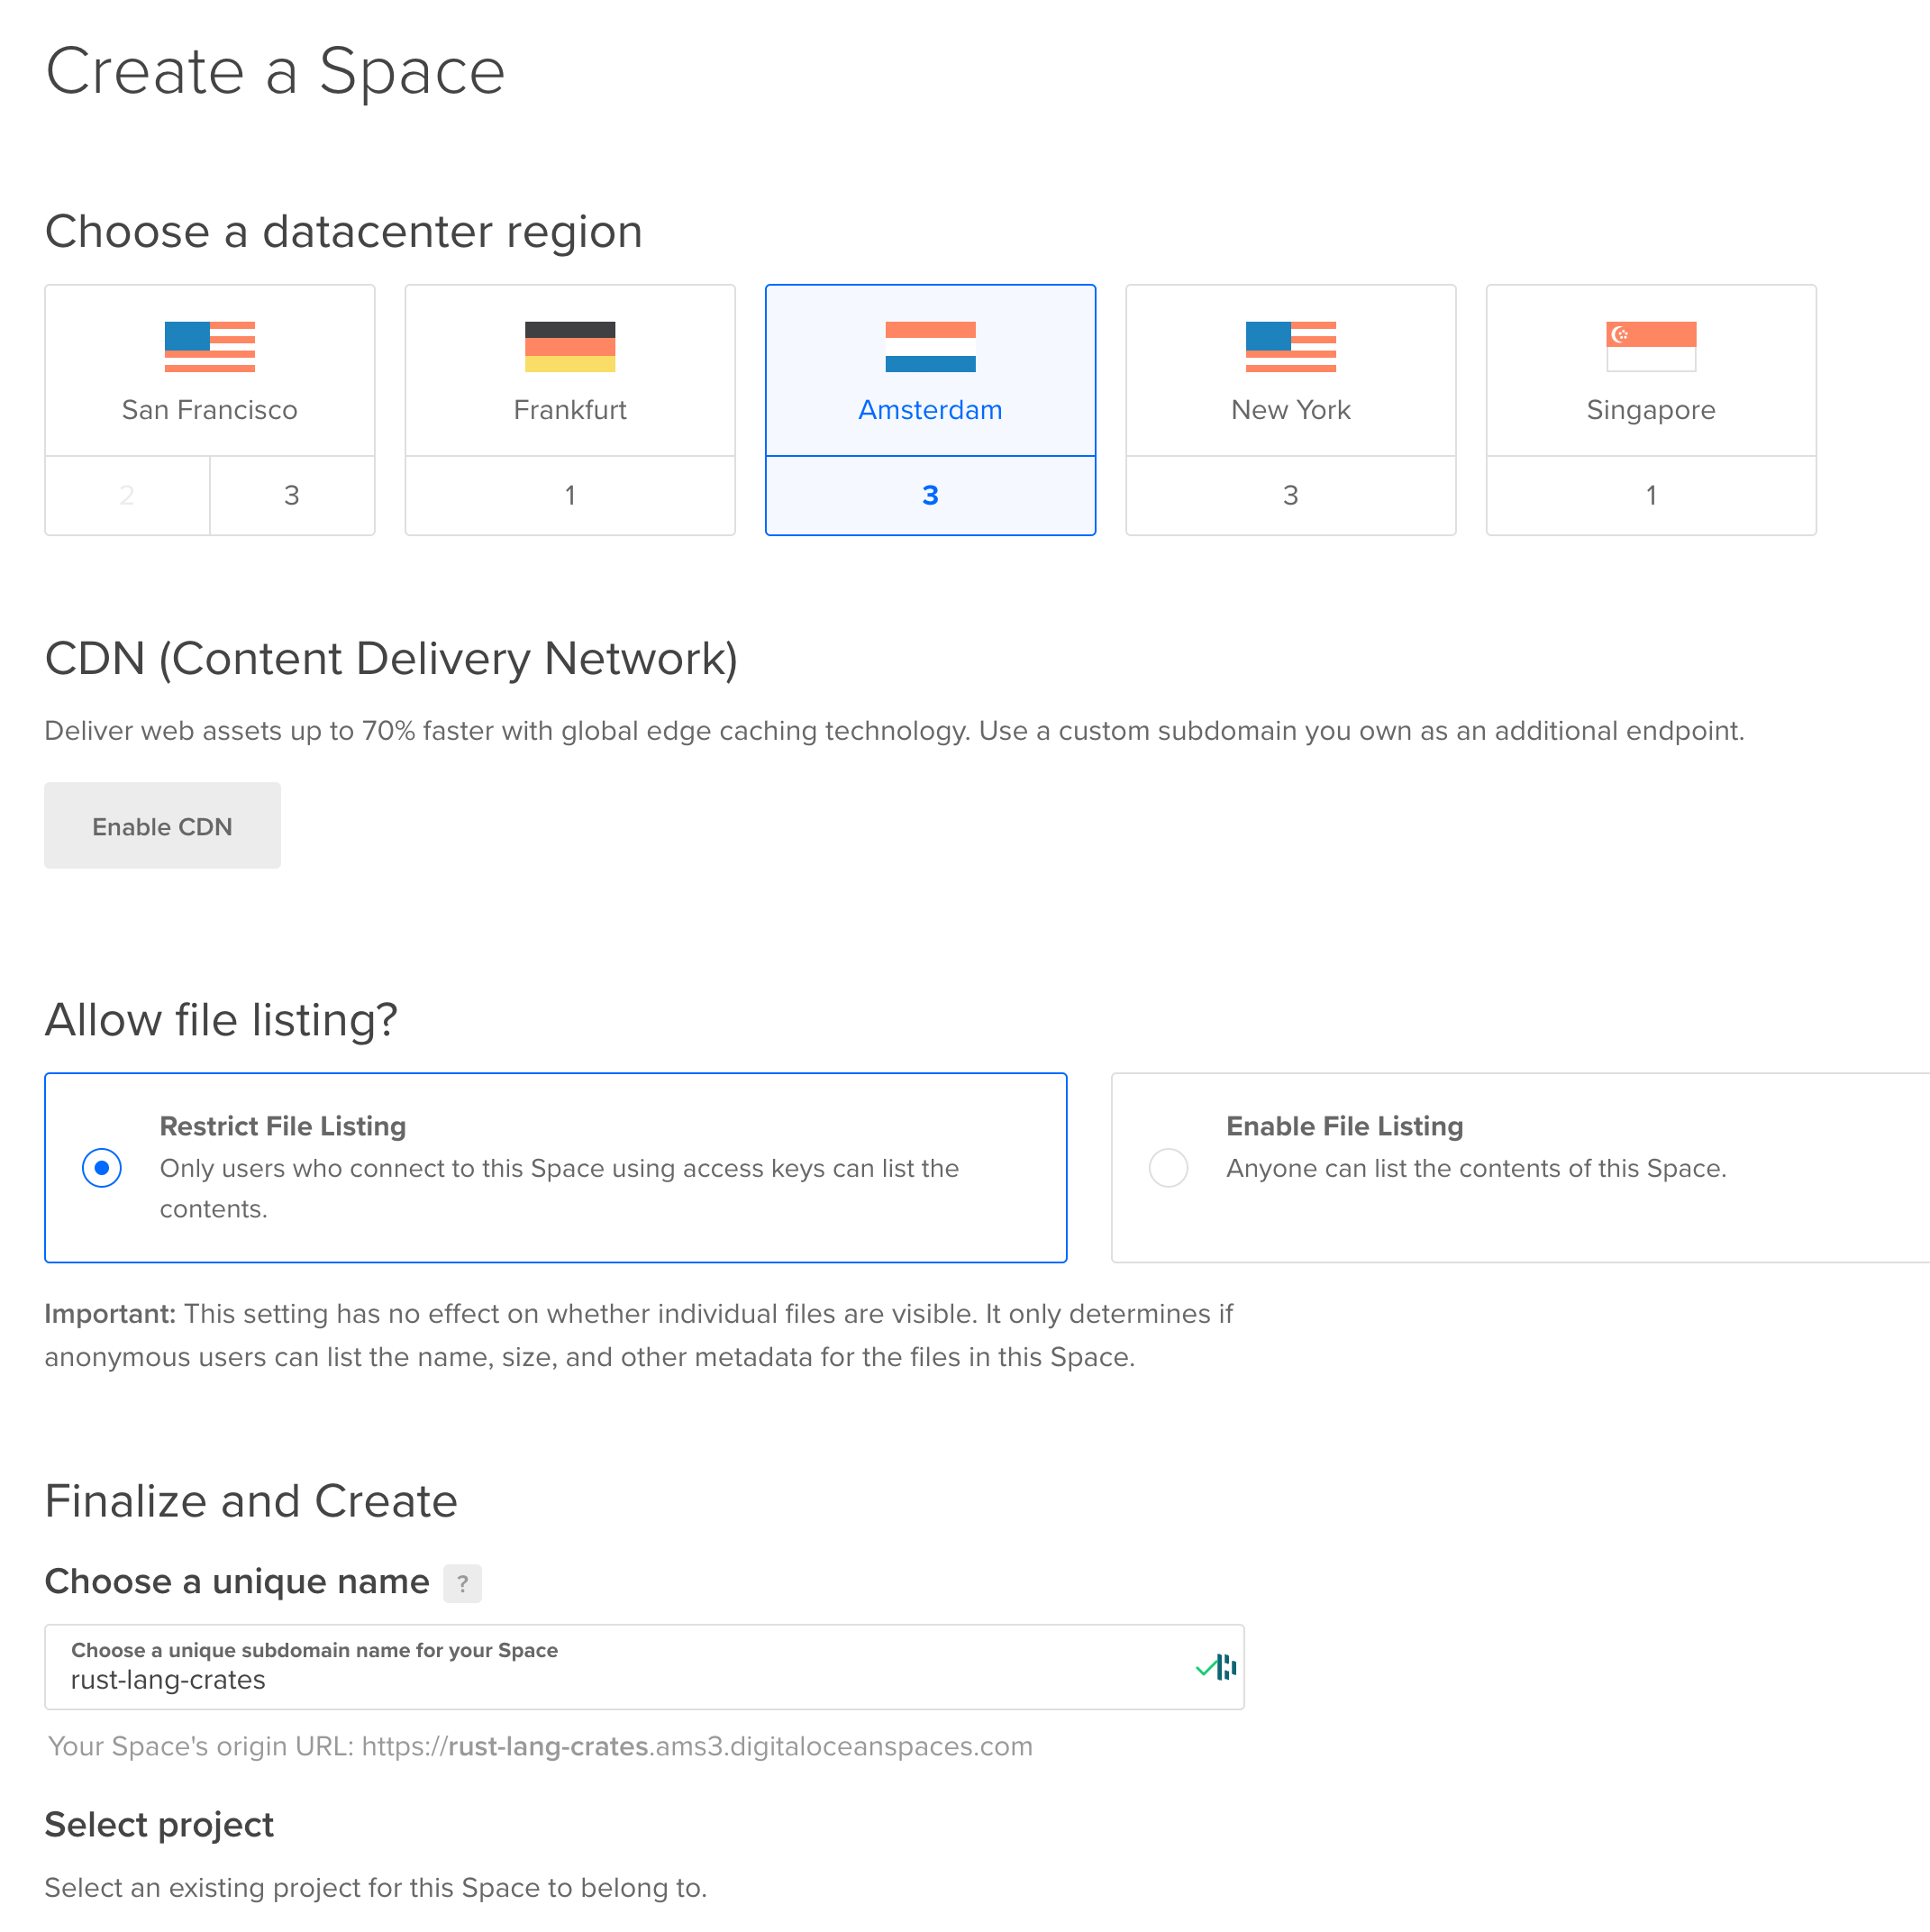 Create a Space
Choose a datacenter region
San Francisco
2
3
Frankfurt
1
Amsterdam
3
New York
3
Singapore
1
CDN (Content Delivery Network)
Deliver web assets up to 70% faster with global edge caching technology. Use a custom subdomain you own as an additional endpoint.
Enable CDN
Allow file listing?
Restrict File Listing
Only users who connect to this Space using access keys can list the
contents.
Enable File Listing
Anyone can list the contents of this Space.
Important: This setting has no effect on whether individual files are visible. It only determines if
anonymous users can list the name, size, and other metadata for the files in this Space.
Finalize and Create
Choose a unique name ?
Choose a unique subdomain name for your Space
rust-lang-crates
Your Space's origin URL: https://rust-lang-crates.ams3.digitaloceanspaces.com
Select project
Select an existing project for this Space to belong to.